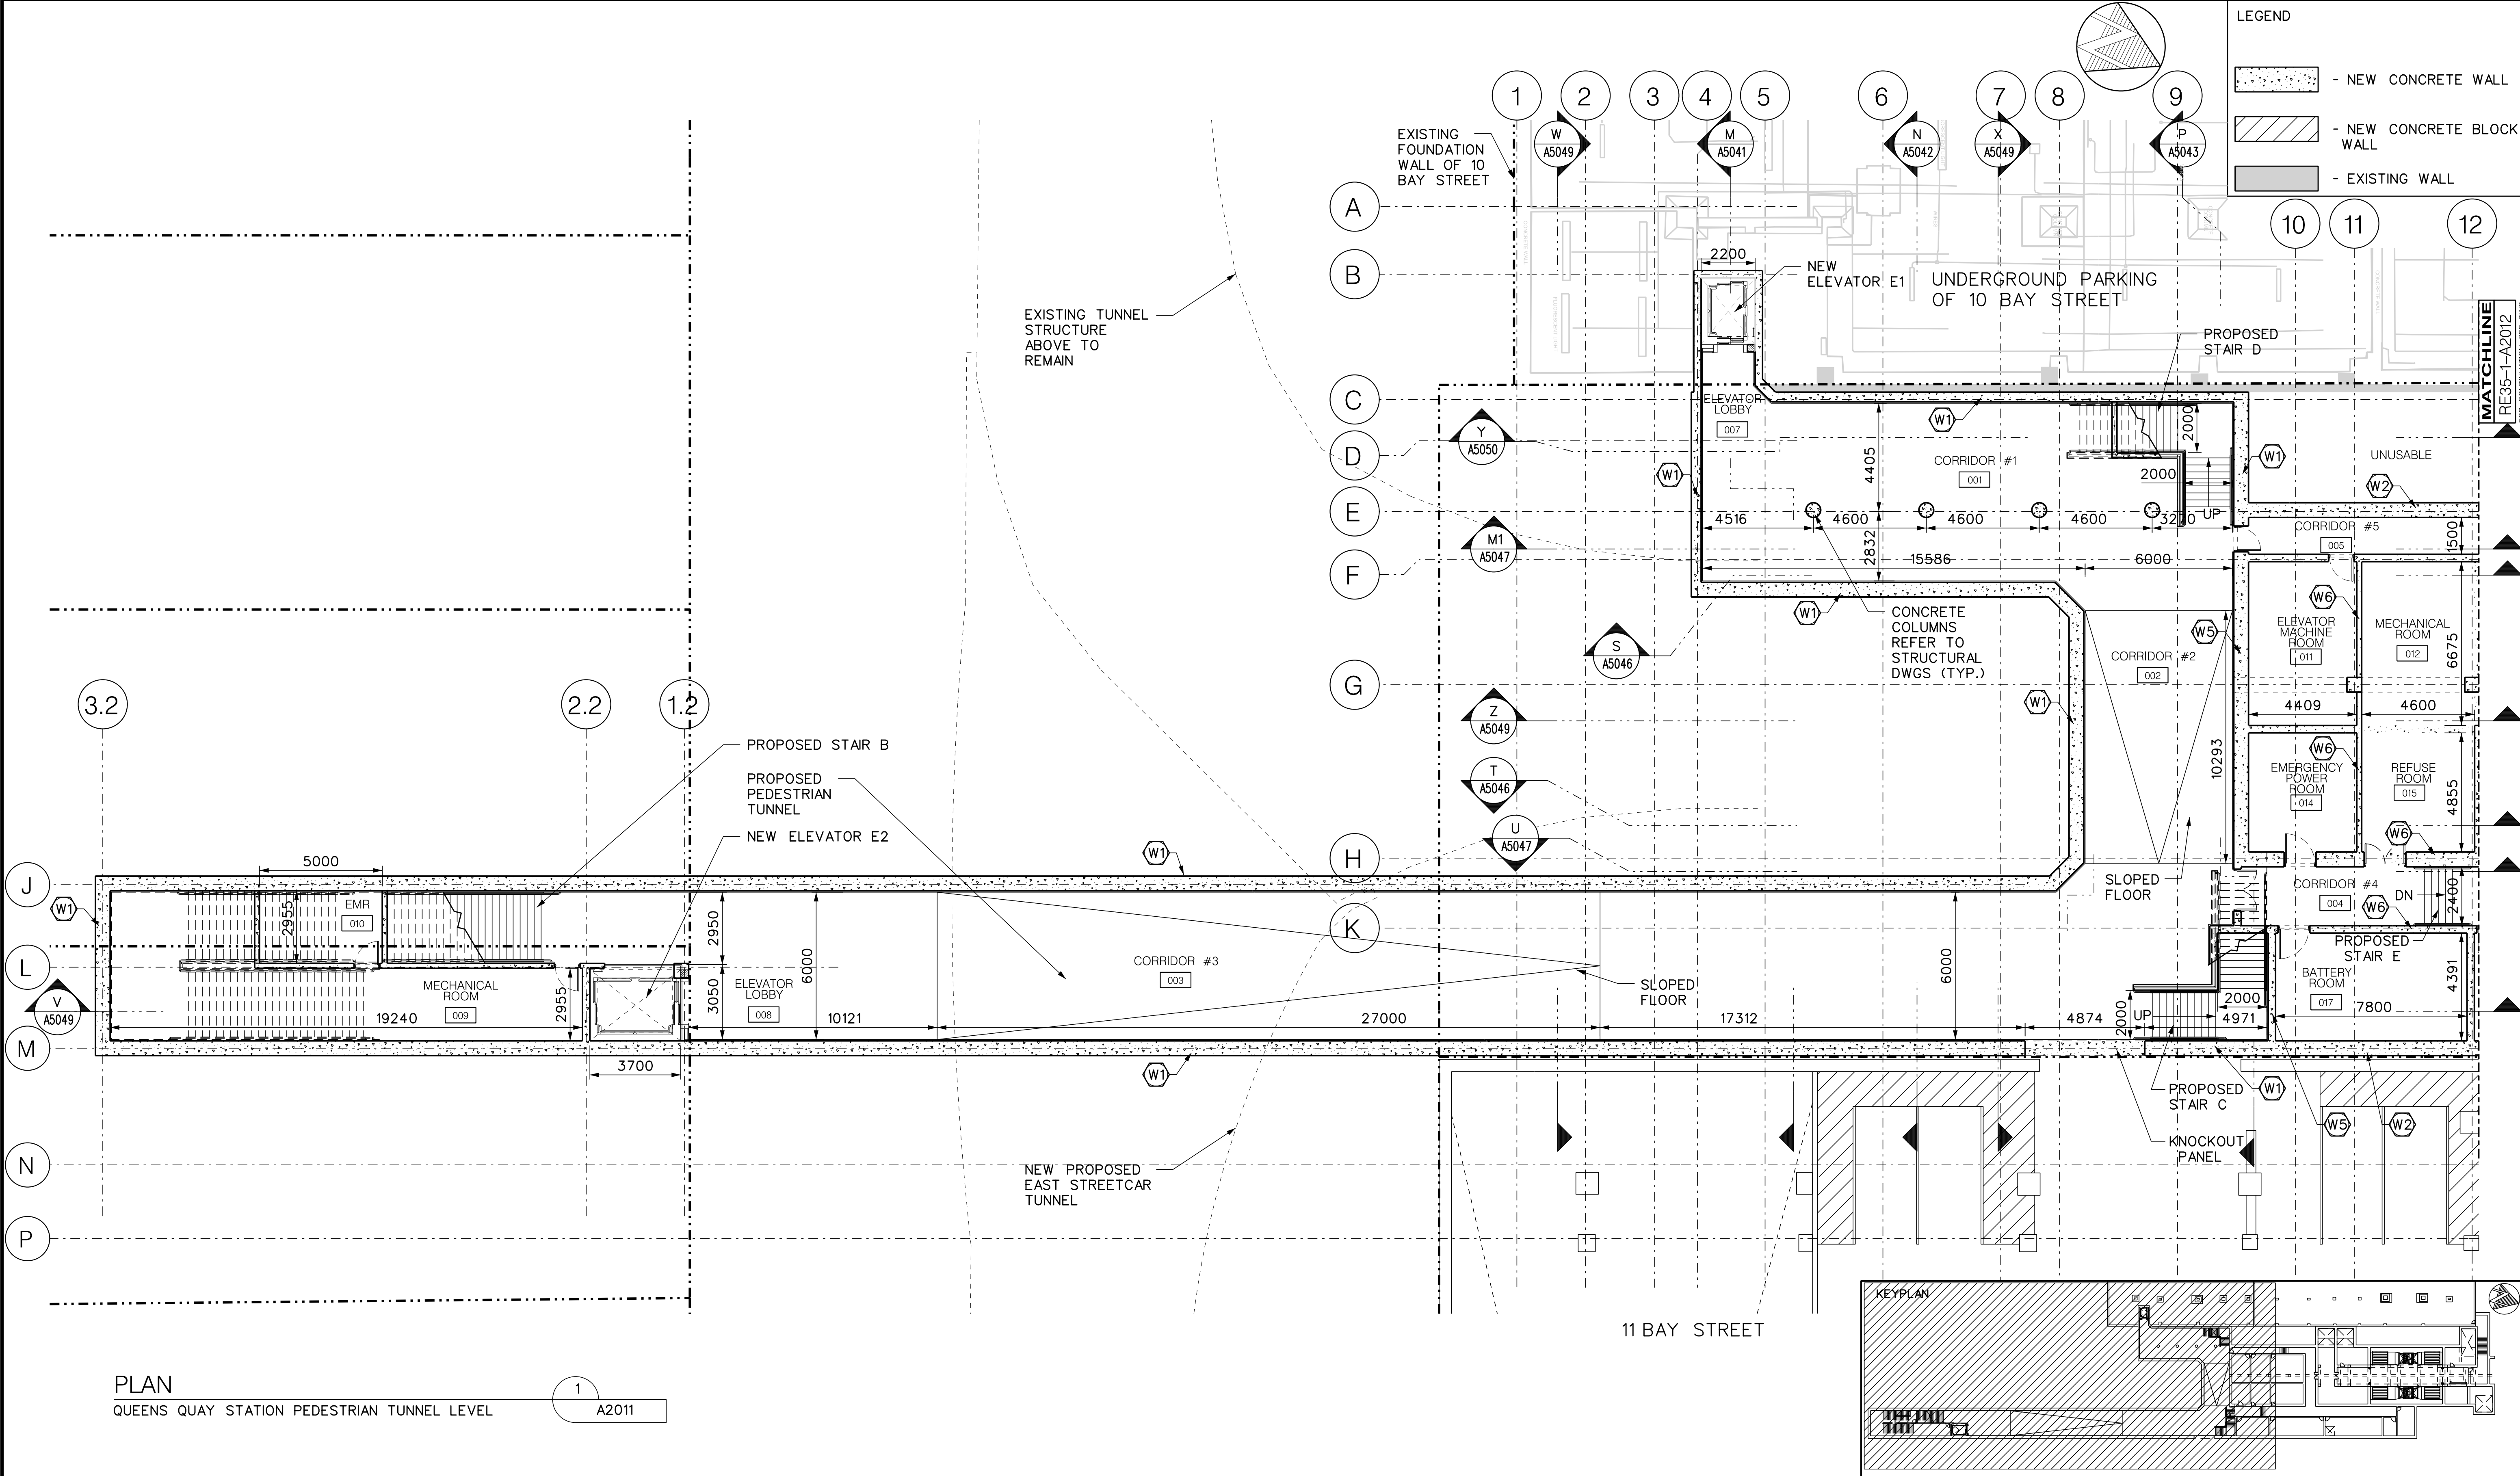 LEGEND
- NEW CONCRETE WALL
- NEW CONCRETE BLOCK
WALL
- EXISTING WALL
1
2
3
4
5
6
7
8
9
W
A5049
M
A5041
N
A5042
X
A5049
P
A5043
10
11
12
EXISTING
FOUNDATION
WALL OF 10
BAY STREET
A
B
C
D
E
F
G
H
K
2200
NEW
ELEVATOR E1
UNDERGROUND PARKING
OF 10 BAY STREET
MATCHLINE
RE35-1-A2012
EXISTING TUNNEL
STRUCTURE
ABOVE TO
REMAIN
PROPOSED
STAIR D
ELEVATOR
LOBBY
007
Y
A5050
W1
W1
4405
CORRIDOR #1
001
2000
2000
UP
W1
UNUSABLE
W2
4516
4600
4600
4600
3270
CORRIDOR #5
005
1500
M1
A5047
2832
15586
6000
W1
CONCRETE
COLUMNS
REFER TO
STRUCTURAL
DWGS (TYP.)
S
A5046
W5
W6
ELEVATOR
MACHINE
ROOM
011
MECHANICAL
ROOM
012
6675
CORRIDOR #2
002
W1
4409
4600
10293
Z
A5049
T
A5046
U
A5047
W6
EMERGENCY
POWER
ROOM
014
REFUSE
ROOM
015
4855
W6
3.2
2.2
1.2
PROPOSED STAIR B
PROPOSED
PEDESTRIAN
TUNNEL
NEW ELEVATOR E2
J
L
M
N
P
5000
W1
W1
2955
EMR
010
2950
6000
3050
MECHANICAL
ROOM
009
2955
19240
3700
ELEVATOR
LOBBY
008
10121
CORRIDOR #3
003
27000
SLOPED
FLOOR
17312
6000
V
A5049
W1
SLOPED
FLOOR
CORRIDOR #4
004
DN
2400
W6
PROPOSED
STAIR E
BATTERY
ROOM
017
4391
7800
4874
2000
UP
2000
4971
PROPOSED
STAIR C
W1
W5
W2
KNOCKOUT
PANEL
NEW PROPOSED
EAST STREETCAR
TUNNEL
11 BAY STREET
KEYPLAN
PLAN
QUEENS QUAY STATION PEDESTRIAN TUNNEL LEVEL
1
A2011